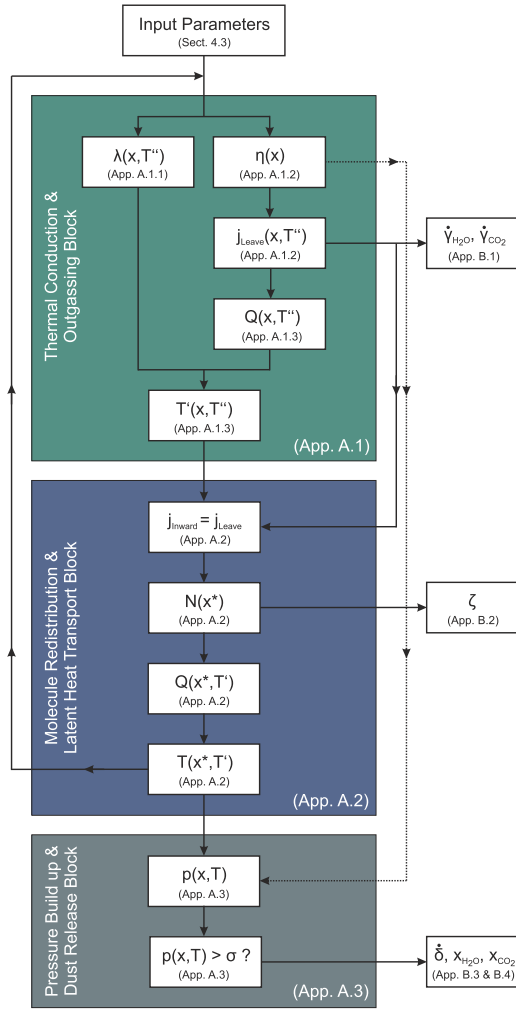 Input Parameters
(Sect. 4.3)
Thermal Conduction &
Outgassing Block
λ(x,T“)
(App. A.1.1)
η(x)
(App. A.1.2)
jLeave(x,T“)
(App. A.1.2)
γ̇H₂O, γ̇CO₂
(App. B.1)
Q(x,T“)
(App. A.1.3)
T‘(x,T“)
(App. A.1.3)
(App. A.1)
Molecule Redistribution &
Latent Heat Transport Block
jInward = jLeave
(App. A.2)
N(x*)
(App. A.2)
ζ
(App. B.2)
Q(x*,T‘)
(App. A.2)
T(x*,T‘)
(App. A.2)
(App. A.2)
Pressure Build up &
Dust Release Block
p(x,T)
(App. A.3)
p(x,T) > σ ?
(App. A.3)
δ̇, xH₂O, xCO₂
(App. B.3 & B.4)
(App. A.3)